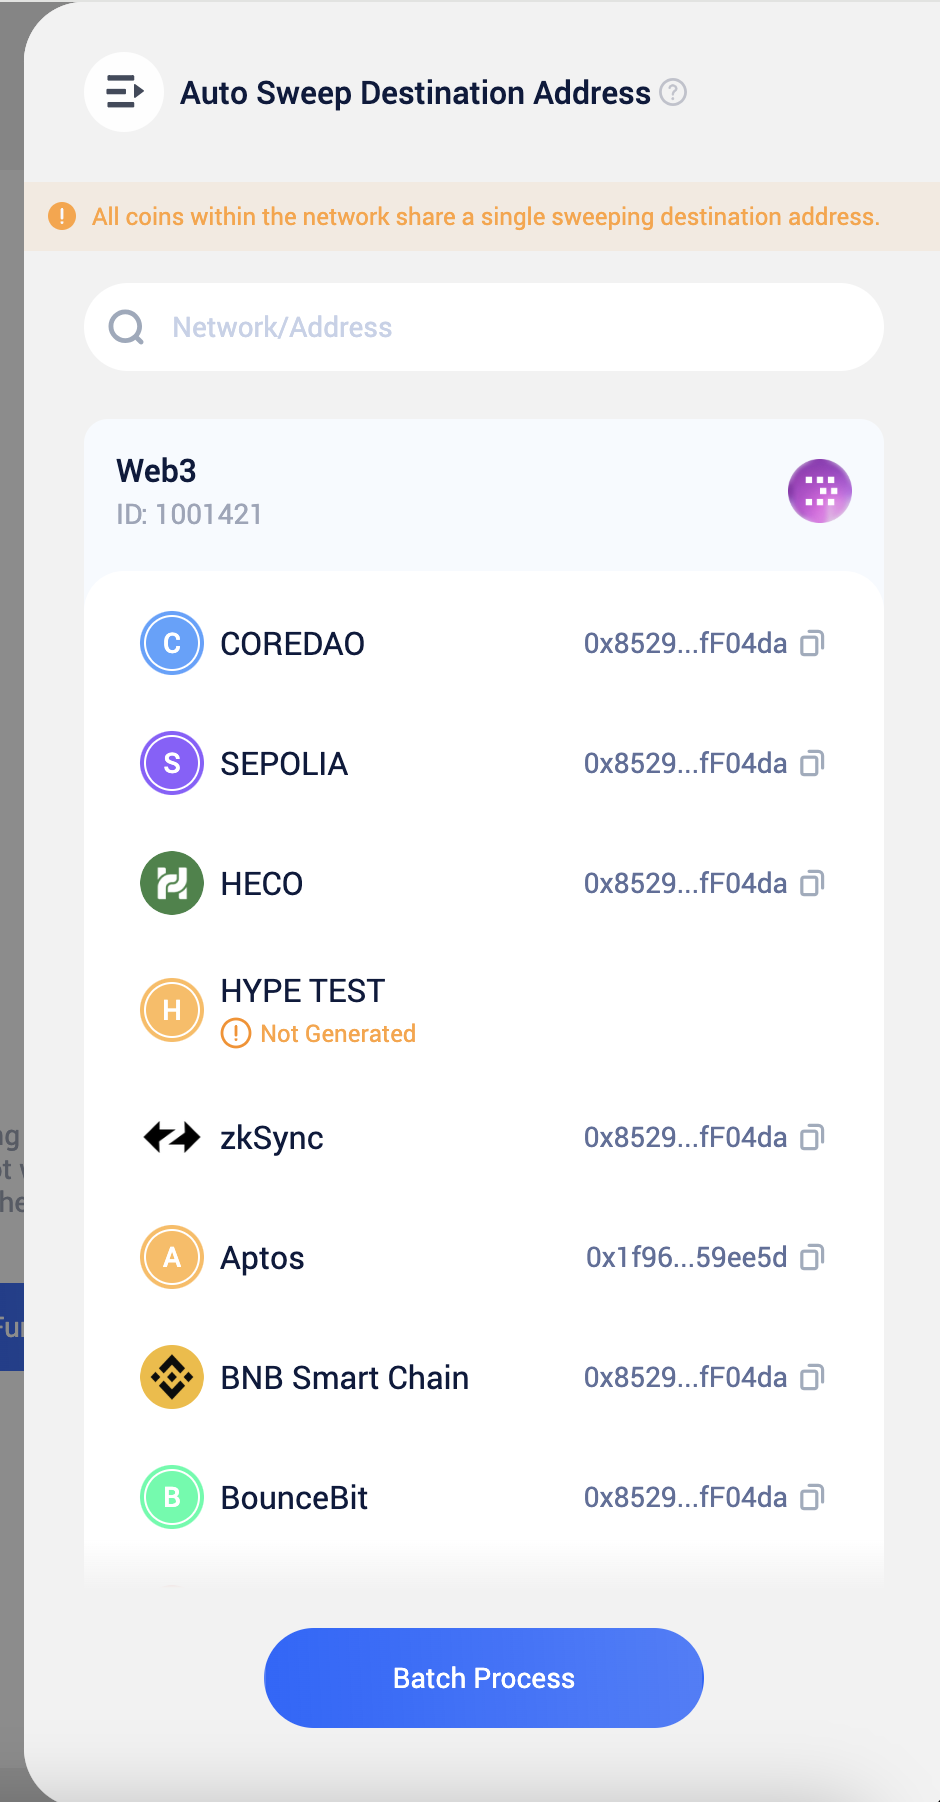 Auto Sweep Destination Address
All coins within the network share a single sweeping destination address.
Network/Address
Web3
ID: 1001421
C COREDAO 0x8529...fF04da
S SEPOLIA 0x8529...fF04da
HECO 0x8529...fF04da
H HYPE TEST
Not Generated
zkSync 0x8529...fF04da
A Aptos 0x1f96...59ee5d
BNB Smart Chain 0x8529...fF04da
B BounceBit 0x8529...fF04da
Batch Process